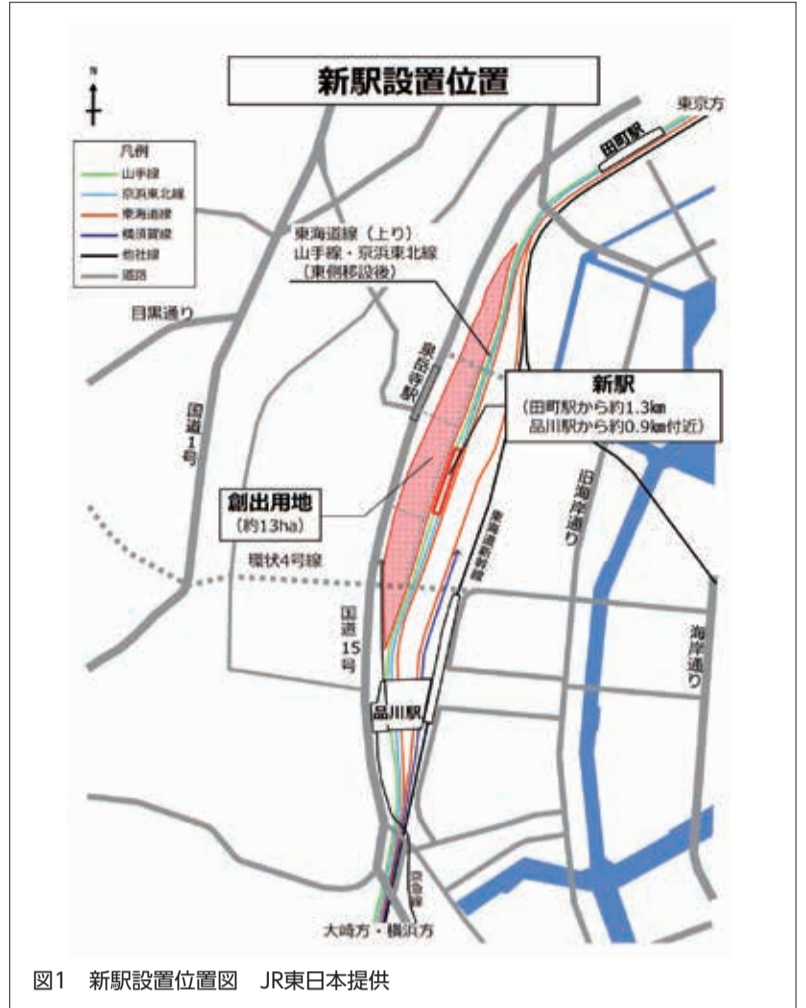 新駅設置位置
N
東京方
田町駅
凡例
山手線
京浜東北線
東海道線
横須賀線
他社線
道路
東海道線(上り)
山手線・京浜東北線
(東側移設後)
目黒通り
泉岳寺駅
国道1号
新駅
(田町駅から約1.3㎞
品川駅から約0.9㎞付近)
創出用地
(約13ha)
旧海岸通り
東海道新幹線
環状4号線
国道15号
海岸通り
品川駅
京急線
大崎方・横浜方
図1 新駅設置位置図 JR東日本提供